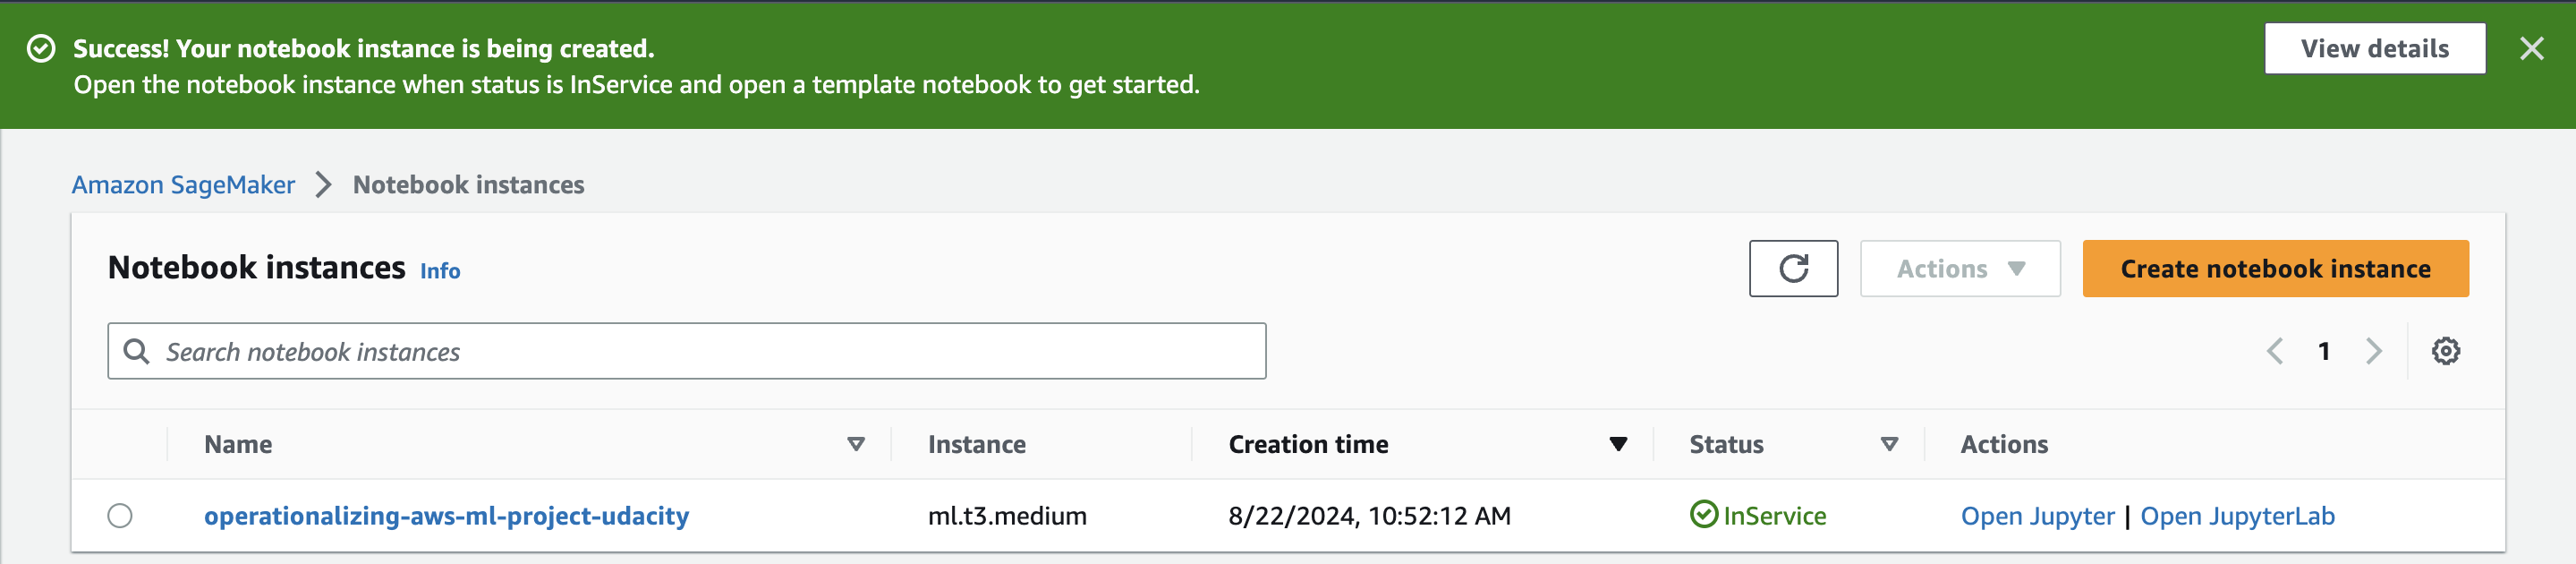 Success! Your notebook instance is being created.
View details
Open the notebook instance when status is InService and open a template notebook to get started.
Amazon SageMaker > Notebook instances
Notebook instances Info
Actions
Create notebook instance
Search notebook instances
1
Name Instance Creation time Status Actions
operationalizing-aws-ml-project-udacity ml.t3.medium 8/22/2024, 10:52:12 AM InService Open Jupyter | Open JupyterLab